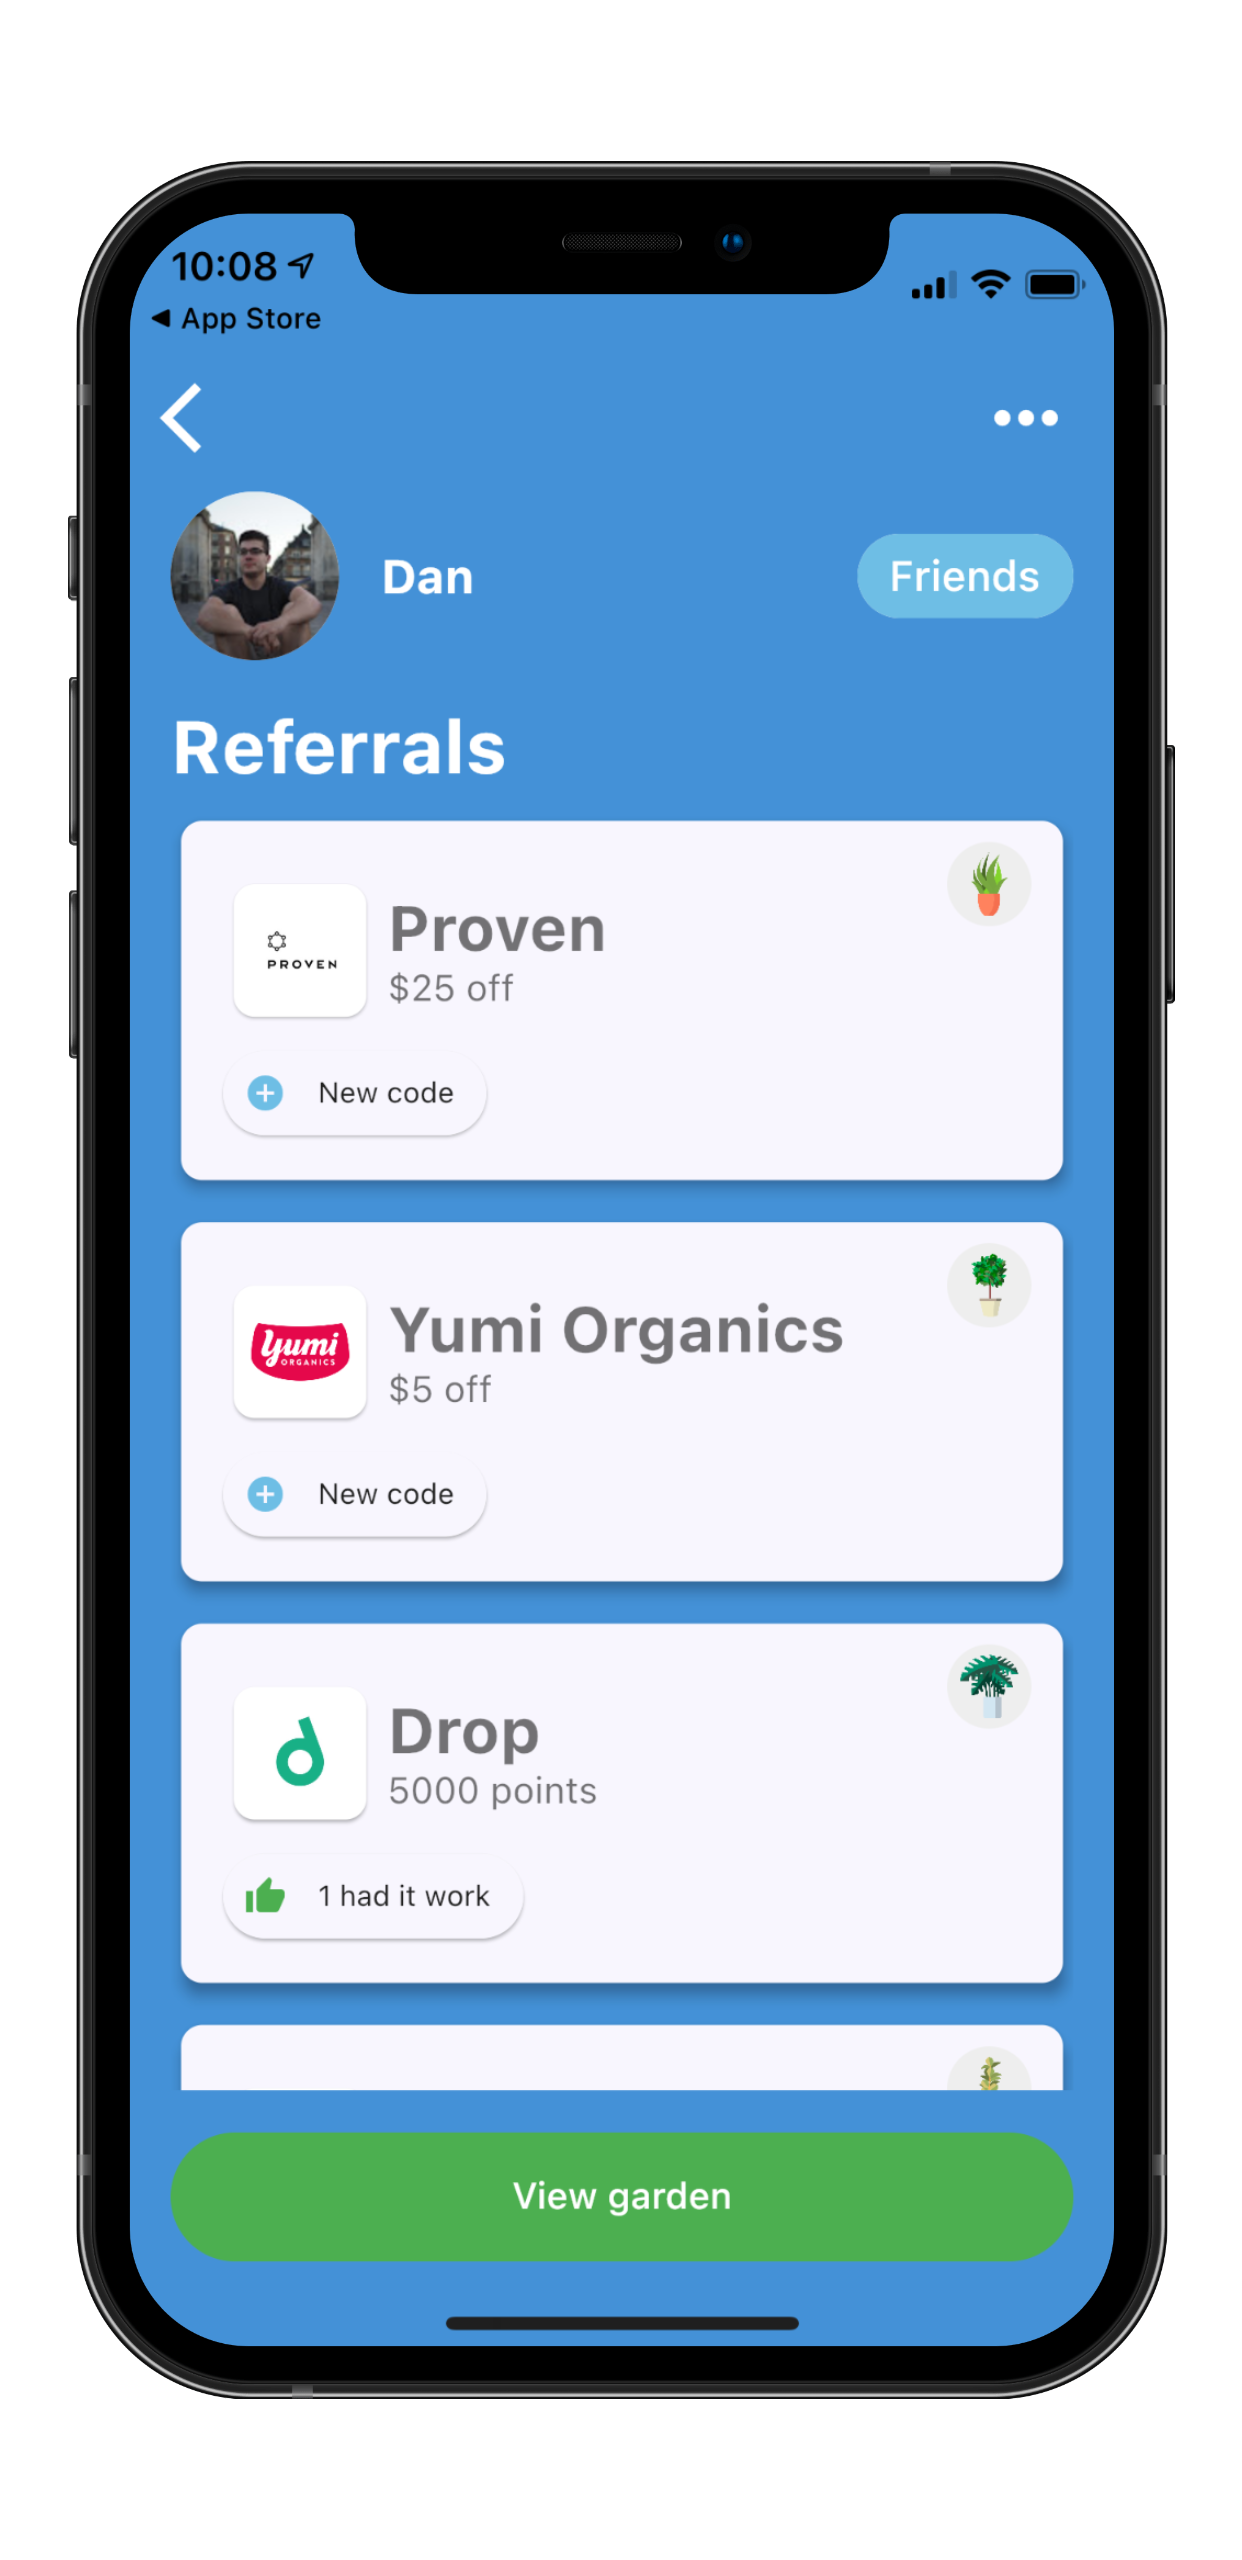 10:08
App Store
Dan
Friends
Referrals
PROVEN
Proven
$25 off
New code
yumi
ORGANICS
Yumi Organics
$5 off
New code
Drop
5000 points
1 had it work
View garden